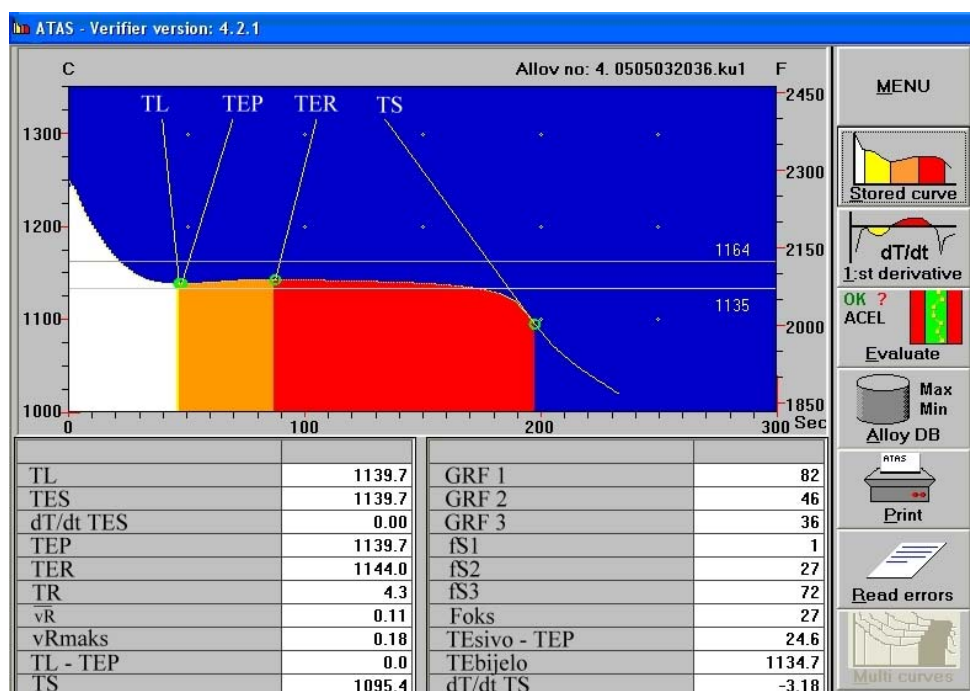 ATAS - Verifier version: 4.2.1
C
Allov no: 4. 0505032036.ku1
F
TL
TEP
TER
TS
2450
1300
2300
1200
2150
1164
1135
1100
2000
1000
1850
0
100
200
300 Sec
TL 1139.7
TES 1139.7
dT/dt TES 0.00
TEP 1139.7
TER 1144.0
TR 4.3
vR 0.11
vRmaks 0.18
TL - TEP 0.0
TS 1095.4
GRF 1 82
GRF 2 46
GRF 3 36
fS1 1
fS2 27
fS3 72
Foks 27
TEsivo - TEP 24.6
TEbijelo 1134.7
dT/dt TS -3.18
MENU
Stored curve
dT/dt
1:st derivative
OK ?
ACEL
Evaluate
Max
Min
Alloy DB
ATAS
Print
Read errors
Multi curves